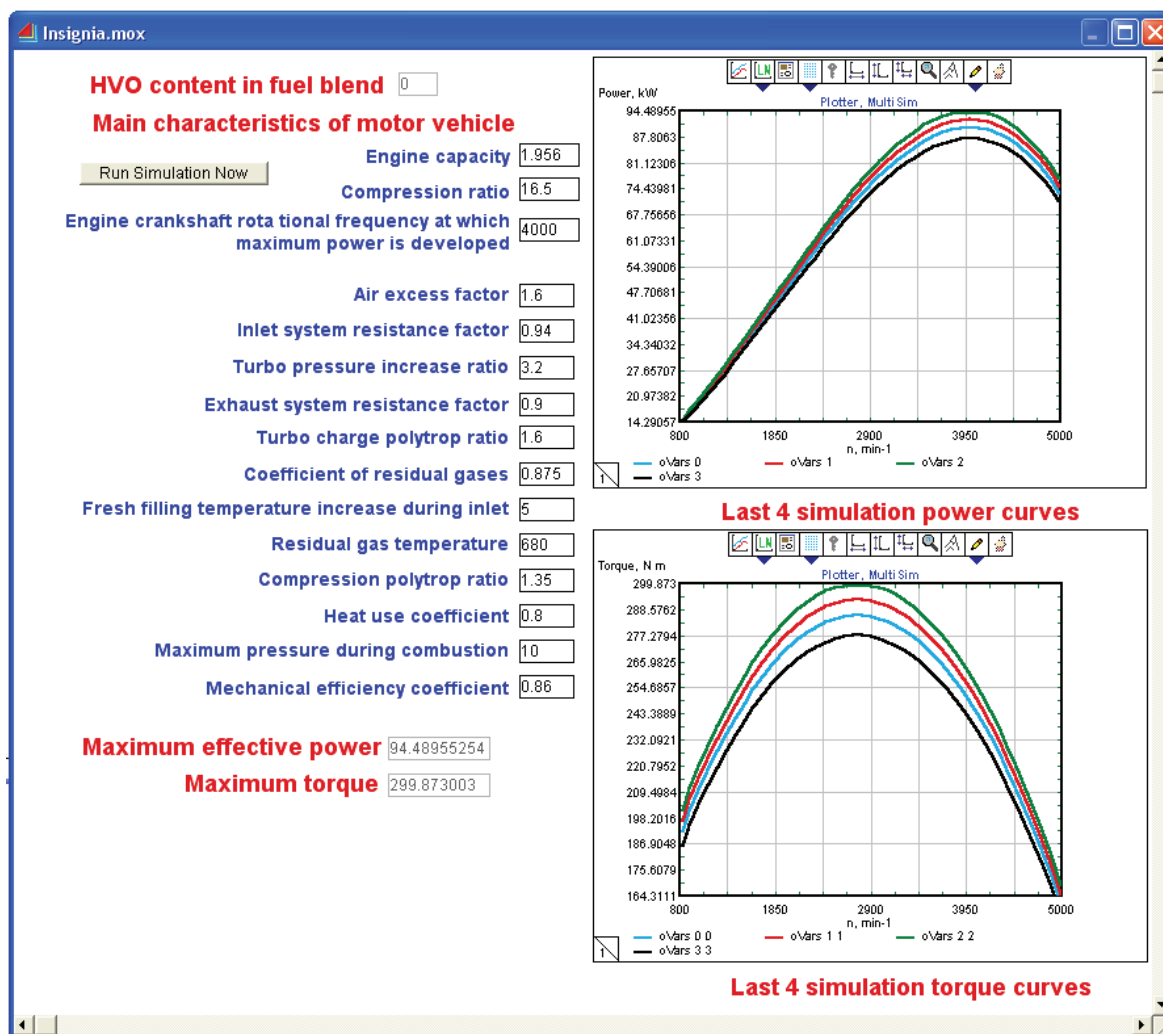 Insignia.mox
HVO content in fuel blend 0
Main characteristics of motor vehicle
Run Simulation Now
Engine capacity 1.956
Compression ratio 16.5
Engine crankshaft rota tional frequency at which
maximum power is developed 4000
Air excess factor 1.6
Inlet system resistance factor 0.94
Turbo pressure increase ratio 3.2
Exhaust system resistance factor 0.9
Turbo charge polytrop ratio 1.6
Coefficient of residual gases 0.875
Fresh filling temperature increase during inlet 5
Residual gas temperature 680
Compression polytrop ratio 1.35
Heat use coefficient 0.8
Maximum pressure during combustion 10
Mechanical efficiency coefficient 0.86
Maximum effective power 94.48955254
Maximum torque 299.873003
LN
Power, kW
Plotter, MultiSim
94.48955
87.8063
81.12306
74.43981
67.75656
61.07331
54.39006
47.70681
41.02356
34.34032
27.65707
20.97382
14.29057
800 1850 2900 3950 5000
n, min-1
oVars 0 oVars 1 oVars 2
oVars 3
1
Last 4 simulation power curves
LN
Torque, N m
Plotter, MultiSim
299.873
288.5762
277.2794
265.9825
254.6857
243.3889
232.0921
220.7952
209.4984
198.2016
186.9048
175.6079
164.3111
800 1850 2900 3950 5000
n, min-1
oVars 0 0 oVars 1 1 oVars 2 2
oVars 3 3
1
Last 4 simulation torque curves